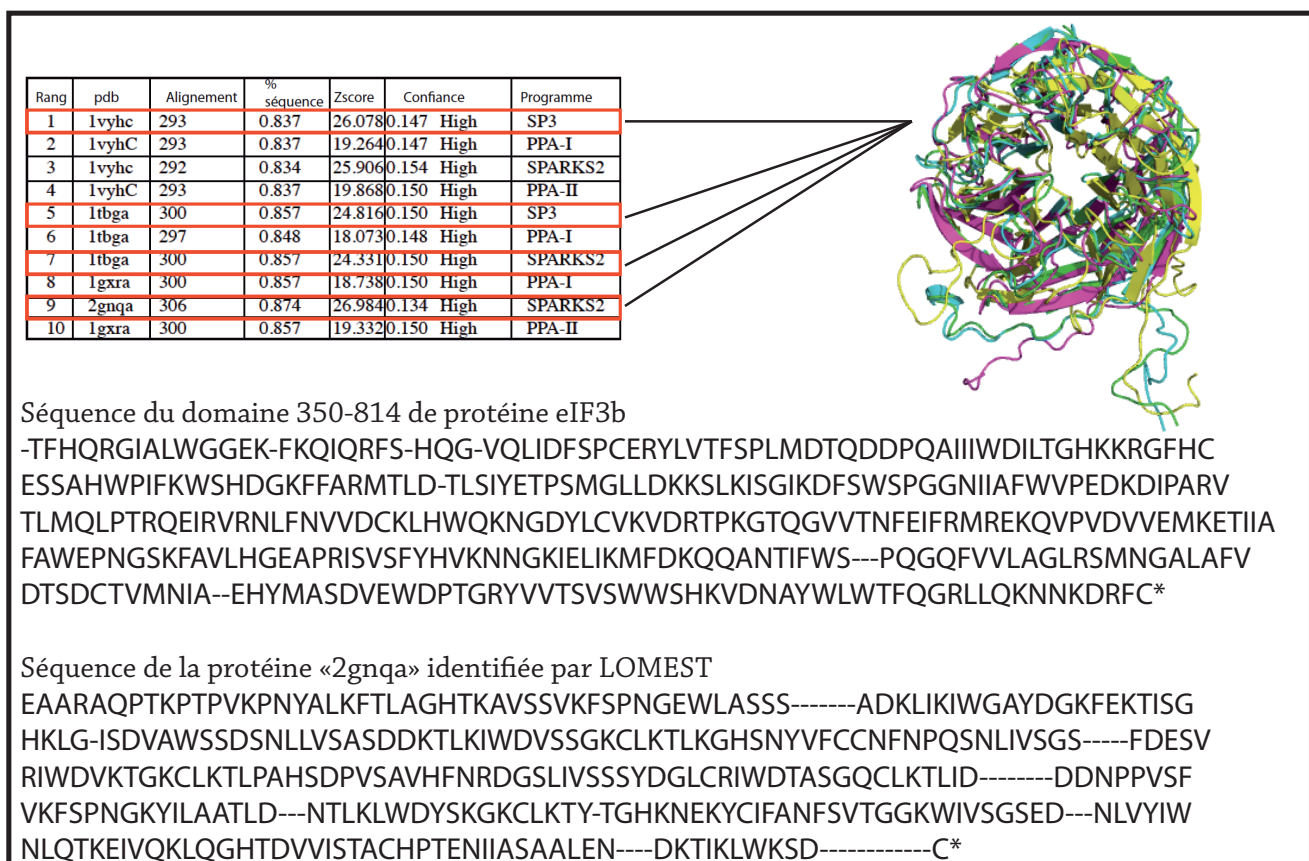 Rang pdb Alignement % séquence Zscore Confiance Programme
1 1vyhc 293 0.837 26.078 0.147 High SP3
2 1vyhC 293 0.837 19.264 0.147 High PPA-I
3 1vyhc 292 0.834 25.906 0.154 High SPARKS2
4 1vyhC 293 0.837 19.868 0.150 High PPA-II
5 1tbga 300 0.857 24.816 0.150 High SP3
6 1tbga 297 0.848 18.073 0.148 High PPA-I
7 1tbga 300 0.857 24.331 0.150 High SPARKS2
8 1gxra 300 0.857 18.738 0.150 High PPA-I
9 2gnqa 306 0.874 26.984 0.134 High SPARKS2
10 1gxra 300 0.857 19.332 0.150 High PPA-II
Séquence du domaine 350-814 de protéine eIF3b
-TFHQRGIALWGGEK-FKQIQRFS-HQG-VQLIDFSPCERYLVTFSPLMDTQDDPQAIIIWDILTGHKKRGFHC
ESSAHWPIFKWSHDGKFFARMTLD-TLSIYETPSMGLLDKKSLKISGIKDFSWSPGGNIIAFWVPEDKDIPARV
TLMQLPTRQEIRVRNLFNVVDCKLHWQKNGDYLCVKVDRTPKGTQGVVTNFEIFRMREKQVPVDVVEMKETIIA
FAWEPNGSKFAVLHGEAPRISVSFYHVKNNGKIELIKMFDKQQANTIFWS---PQGQFVVLAGLRSMNGALAFV
DTSDCTVMNIA--EHYMASDVEWDPTGRYVVTSVSWWSHKVDNAYWLWTFQGRLLQKNNKDRFC*
Séquence de la protéine «2gnqa» identifiée par LOMEST
EAARAQPTKPTPVKPNYALKFTLAGHTKAVSSVKFSPNGEWLASSS-------ADKLIKIWGAYDGKFEKTISG
HKLG-ISDVAWSSDSNLLVSASDDKTLKIWDVSSGKCLKTLKGHSNYVFCCNFNPQSNLIVSGS-----FDESV
RIWDVKTGKCLKTLPAHSDPVSAVHFNRDGSLIVSSSYDGLCRIWDTASGQCLKTLID--------DDNPPVSF
VKFSPNGKYILAATLD---NTLKLWDYSKGKCLKTY-TGHKNEKYCIFANFSVTGGKWIVSGSED---NLVYIW
NLQTKEIVQKLQGHTDVVISTACHPTENIIASAALEN----DKTIKLWKSD------------C*